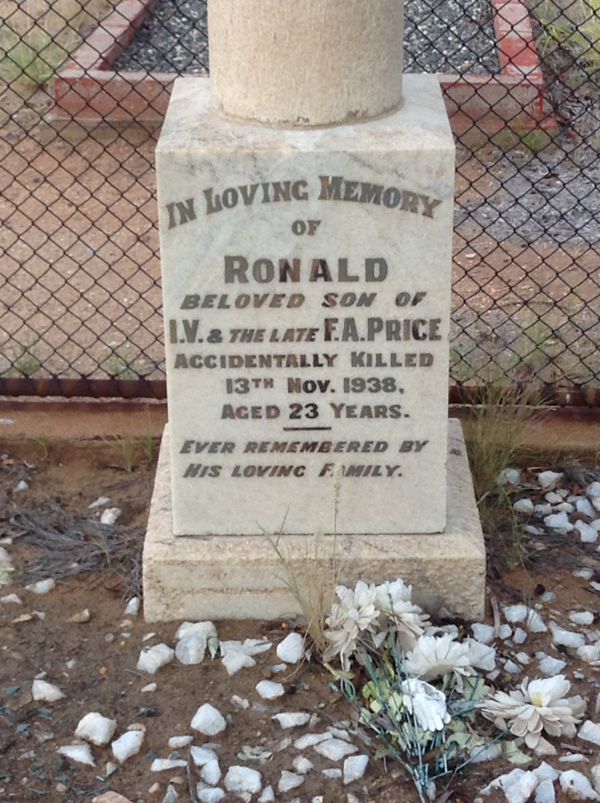 IN LOVING MEMORY
OF
RONALD
BELOVED SON OF
I.V. & THE LATE F.A. PRICE
ACCIDENTALLY KILLED
13TH NOV. 1938,
AGED 23 YEARS.
EVER REMEMBERED BY
HIS LOVING FAMILY.